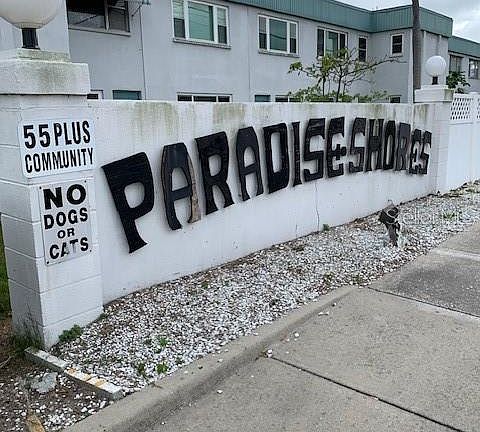 55 PLUS
COMMUNITY
NO
DOGS
OR
CATS
PARADISE SHORES